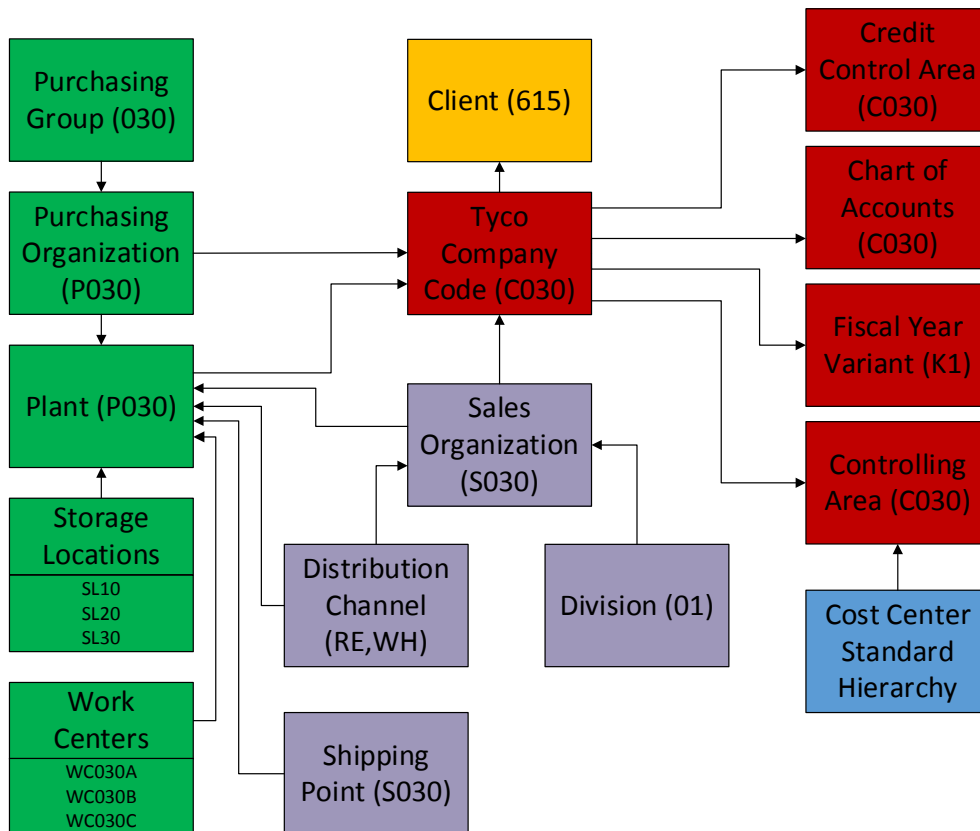 Purchasing
Group (030)
Client (615)
Credit
Control Area
(C030)
Purchasing
Organization
(P030)
Tyco
Company
Code (C030)
Chart of
Accounts
(C030)
Plant (P030)
Sales
Organization
(S030)
Fiscal Year
Variant (K1)
Controlling
Area (C030)
Storage
Locations
SL10
SL20
SL30
Distribution
Channel
(RE,WH)
Division (01)
Cost Center
Standard
Hierarchy
Work
Centers
WC030A
WC030B
WC030C
Shipping
Point (S030)